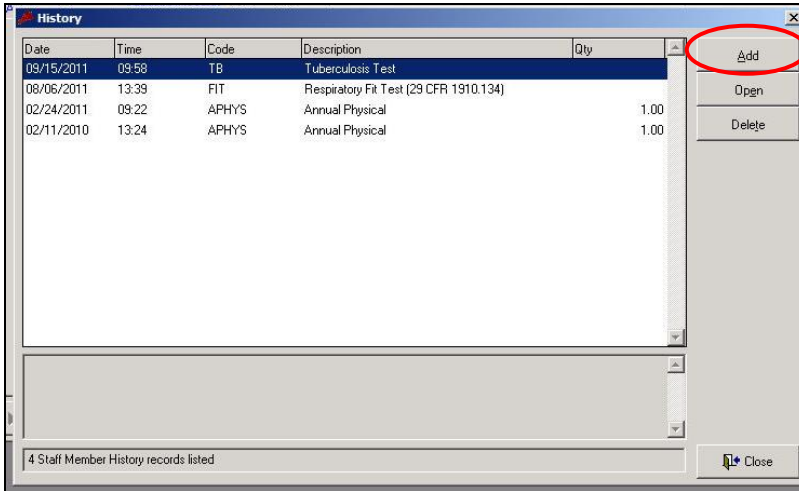 History
Date Time Code Description Qty
09/15/2011 09:58 TB Tuberculosis Test
08/06/2011 13:39 FIT Respiratory Fit Test (29 CFR 1910.134)
02/24/2011 09:22 APHYS Annual Physical 1.00
02/11/2010 13:24 APHYS Annual Physical 1.00
Add
Open
Delete
4 Staff Member History records listed
Close